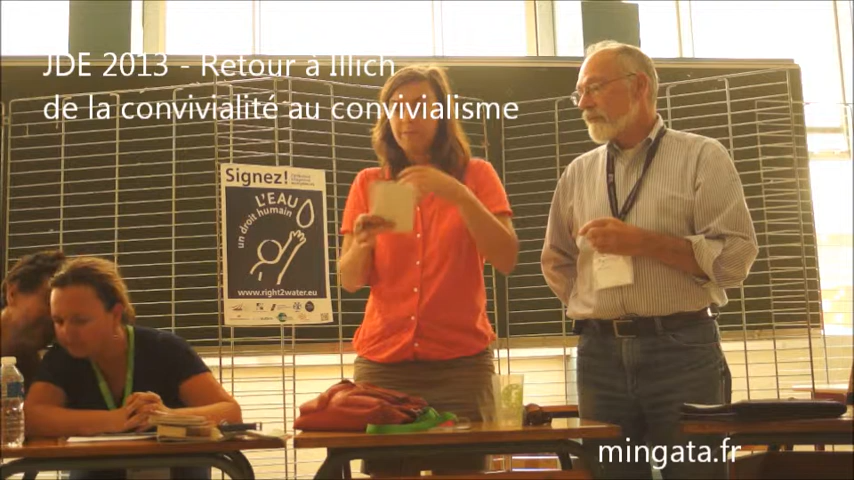 JDE 2013 - Retour à Illich
de la convivialité au convivialisme
Signez!
L'EAU
un droit humain
www.right2water.eu
mingata.fr